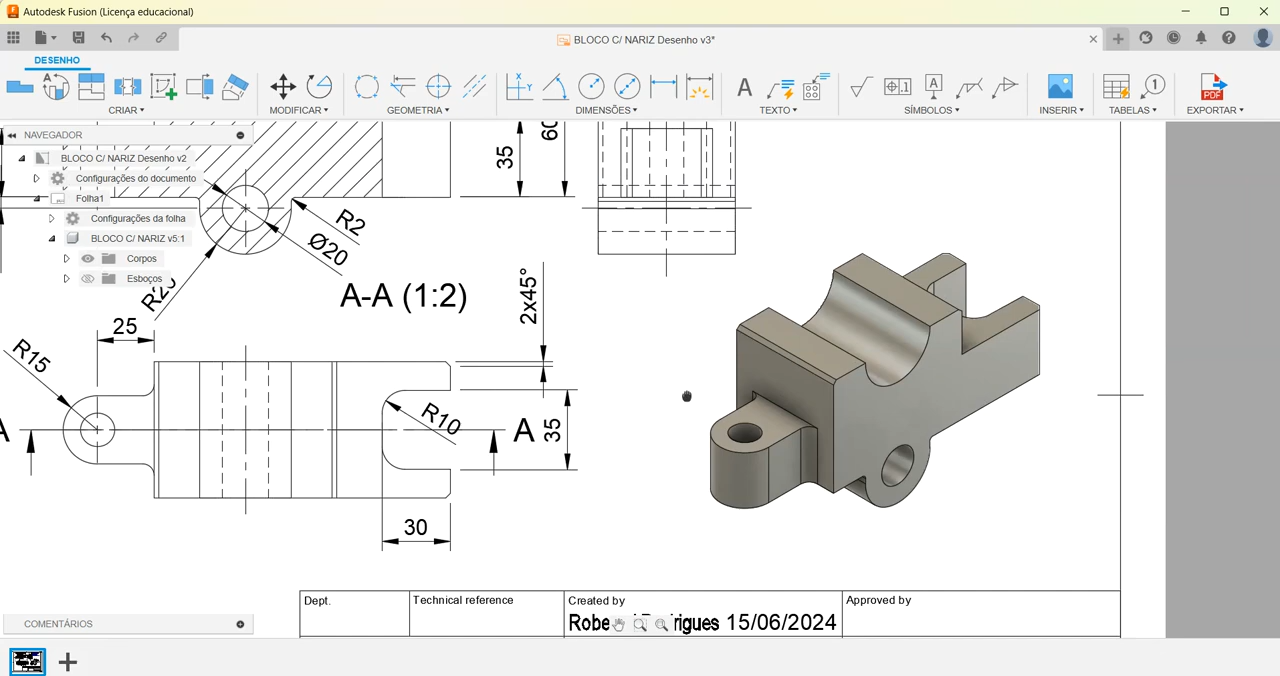 Autodesk Fusion (Licença educacional)
BLOCO C/ NARIZ Desenho v3*
DESENHO
CRIAR
MODIFICAR
GEOMETRIA
DIMENSÕES
TEXTO
SÍMBOLOS
INSERIR
TABELAS
EXPORTAR
PDF
NAVEGADOR
BLOCO C/ NARIZ Desenho v2
Configurações do documento
Folha1
Configurações da folha
BLOCO C/ NARIZ v5:1
Corpos
Esboços
35
60
R2
Ø20
A-A (1:2)
2x45°
25
R15
R10
A
A
35
30
Dept.
Technical reference
Created by
Approved by
rigues 15/06/2024
COMENTÁRIOS